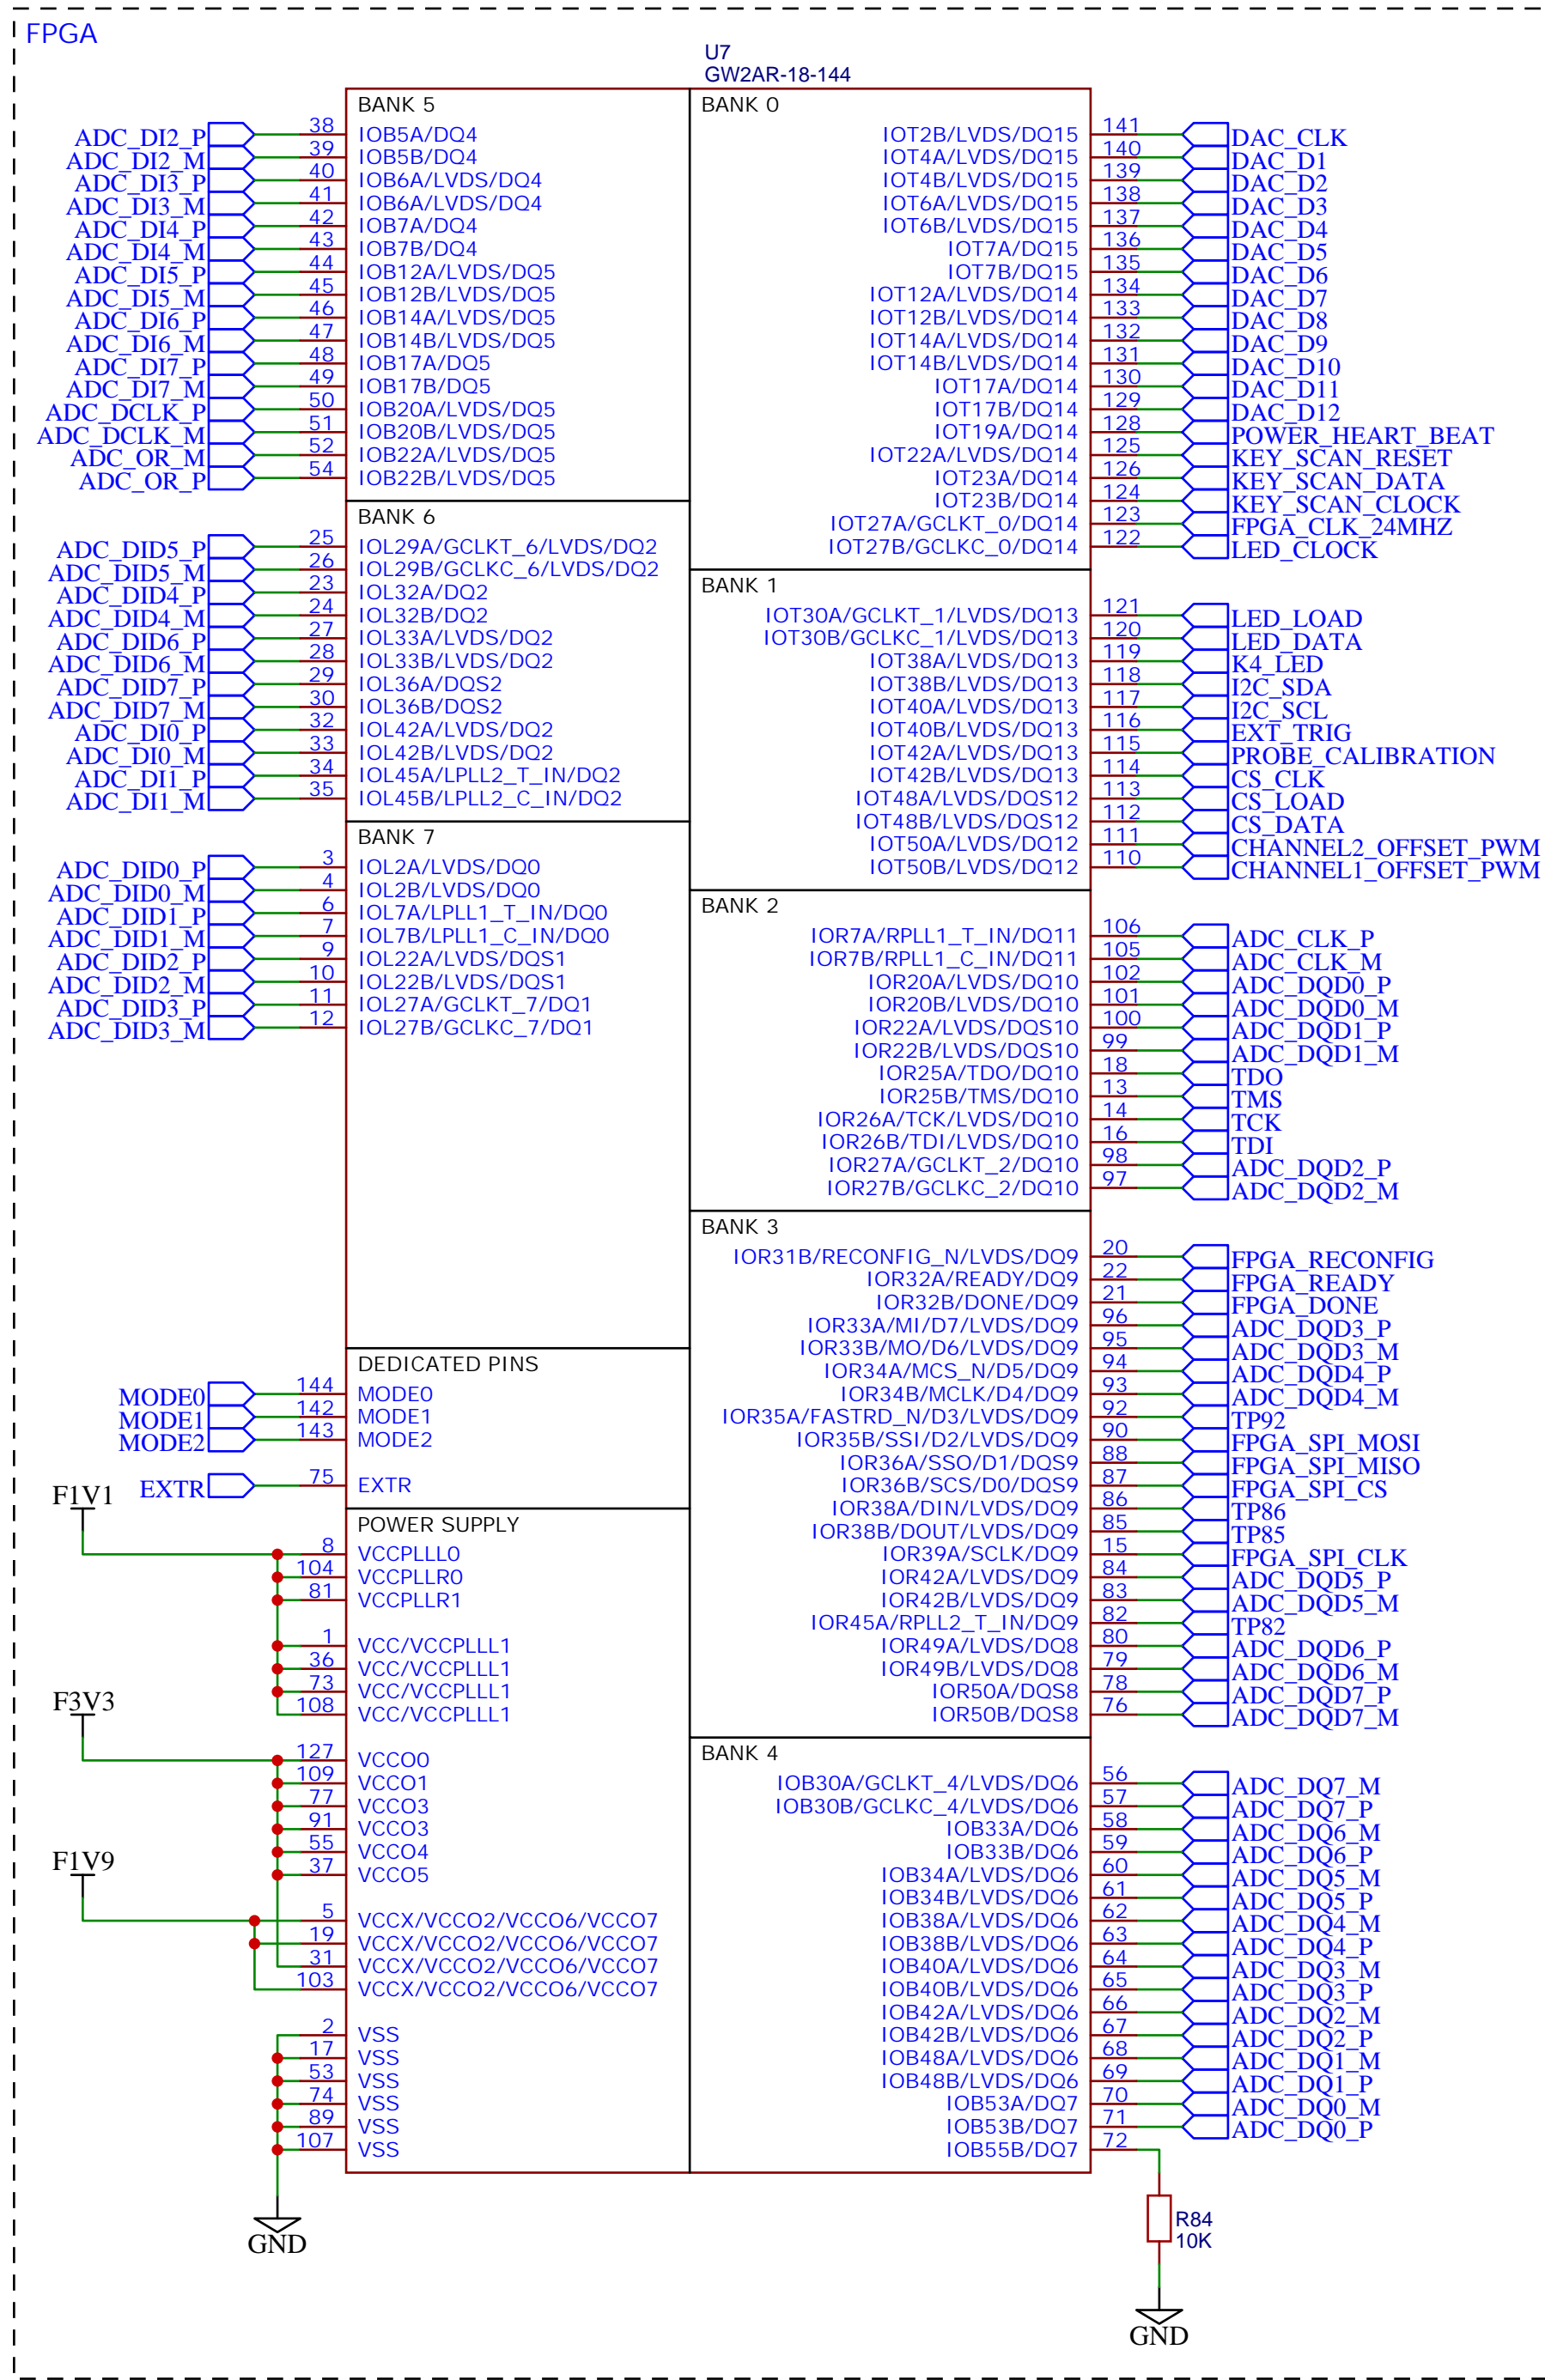 FPGA
U7
GW2AR-18-144
BANK 5
ADC_DI2_P 38 IOB5A/DQ4
ADC_DI2_M 39 IOB5B/DQ4
ADC_DI3_P 40 IOB6A/LVDS/DQ4
ADC_DI3_M 41 IOB6A/LVDS/DQ4
ADC_DI4_P 42 IOB7A/DQ4
ADC_DI4_M 43 IOB7B/DQ4
ADC_DI5_P 44 IOB12A/LVDS/DQ5
ADC_DI5_M 45 IOB12B/LVDS/DQ5
ADC_DI6_P 46 IOB14A/LVDS/DQ5
ADC_DI6_M 47 IOB14B/LVDS/DQ5
ADC_DI7_P 48 IOB17A/DQ5
ADC_DI7_M 49 IOB17B/DQ5
ADC_DCLK_P 50 IOB20A/LVDS/DQ5
ADC_DCLK_M 51 IOB20B/LVDS/DQ5
ADC_OR_M 52 IOB22A/LVDS/DQ5
ADC_OR_P 54 IOB22B/LVDS/DQ5
BANK 6
ADC_DID5_P 25 IOL29A/GCLKT_6/LVDS/DQ2
ADC_DID5_M 26 IOL29B/GCLKC_6/LVDS/DQ2
ADC_DID4_P 23 IOL32A/DQ2
ADC_DID4_M 24 IOL32B/DQ2
ADC_DID6_P 27 IOL33A/LVDS/DQ2
ADC_DID6_M 28 IOL33B/LVDS/DQ2
ADC_DID7_P 29 IOL36A/DQS2
ADC_DID7_M 30 IOL36B/DQS2
ADC_DI0_P 32 IOL42A/LVDS/DQ2
ADC_DI0_M 33 IOL42B/LVDS/DQ2
ADC_DI1_P 34 IOL45A/LPLL2_T_IN/DQ2
ADC_DI1_M 35 IOL45B/LPLL2_C_IN/DQ2
BANK 7
ADC_DID0_P 3 IOL2A/LVDS/DQ0
ADC_DID0_M 4 IOL2B/LVDS/DQ0
ADC_DID1_P 6 IOL7A/LPLL1_T_IN/DQ0
ADC_DID1_M 7 IOL7B/LPLL1_C_IN/DQ0
ADC_DID2_P 9 IOL22A/LVDS/DQS1
ADC_DID2_M 10 IOL22B/LVDS/DQS1
ADC_DID3_P 11 IOL27A/GCLKT_7/DQ1
ADC_DID3_M 12 IOL27B/GCLKC_7/DQ1
DEDICATED PINS
MODE0 144 MODE0
MODE1 142 MODE1
MODE2 143 MODE2
EXTR 75 EXTR
POWER SUPPLY
F1V1
8 VCCPLLL0
104 VCCPLLR0
81 VCCPLLR1
1 VCC/VCCPLLL1
36 VCC/VCCPLLL1
73 VCC/VCCPLLL1
108 VCC/VCCPLLL1
F3V3
127 VCCO0
109 VCCO1
77 VCCO3
91 VCCO3
55 VCCO4
37 VCCO5
F1V9
5 VCCX/VCCO2/VCCO6/VCCO7
19 VCCX/VCCO2/VCCO6/VCCO7
31 VCCX/VCCO2/VCCO6/VCCO7
103 VCCX/VCCO2/VCCO6/VCCO7
2 VSS
17 VSS
53 VSS
74 VSS
89 VSS
107 VSS
GND
BANK 0
IOT2B/LVDS/DQ15 141 DAC_CLK
IOT4A/LVDS/DQ15 140 DAC_D1
IOT4B/LVDS/DQ15 139 DAC_D2
IOT6A/LVDS/DQ15 138 DAC_D3
IOT6B/LVDS/DQ15 137 DAC_D4
IOT7A/DQ15 136 DAC_D5
IOT7B/DQ15 135 DAC_D6
IOT12A/LVDS/DQ14 134 DAC_D7
IOT12B/LVDS/DQ14 133 DAC_D8
IOT14A/LVDS/DQ14 132 DAC_D9
IOT14B/LVDS/DQ14 131 DAC_D10
IOT17A/DQ14 130 DAC_D11
IOT17B/DQ14 129 DAC_D12
IOT19A/DQ14 128 POWER_HEART_BEAT
IOT22A/LVDS/DQ14 125 KEY_SCAN_RESET
IOT23A/DQ14 126 KEY_SCAN_DATA
IOT23B/DQ14 124 KEY_SCAN_CLOCK
IOT27A/GCLKT_0/DQ14 123 FPGA_CLK_24MHZ
IOT27B/GCLKC_0/DQ14 122 LED_CLOCK
BANK 1
IOT30A/GCLKT_1/LVDS/DQ13 121 LED_LOAD
IOT30B/GCLKC_1/LVDS/DQ13 120 LED_DATA
IOT38A/LVDS/DQ13 119 K4_LED
IOT38B/LVDS/DQ13 118 I2C_SDA
IOT40A/LVDS/DQ13 117 I2C_SCL
IOT40B/LVDS/DQ13 116 EXT_TRIG
IOT42A/LVDS/DQ13 115 PROBE_CALIBRATION
IOT42B/LVDS/DQ13 114 CS_CLK
IOT48A/LVDS/DQS12 113 CS_LOAD
IOT48B/LVDS/DQS12 112 CS_DATA
IOT50A/LVDS/DQ12 111 CHANNEL2_OFFSET_PWM
IOT50B/LVDS/DQ12 110 CHANNEL1_OFFSET_PWM
BANK 2
IOR7A/RPLL1_T_IN/DQ11 106 ADC_CLK_P
IOR7B/RPLL1_C_IN/DQ11 105 ADC_CLK_M
IOR20A/LVDS/DQ10 102 ADC_DQD0_P
IOR20B/LVDS/DQ10 101 ADC_DQD0_M
IOR22A/LVDS/DQS10 100 ADC_DQD1_P
IOR22B/LVDS/DQS10 99 ADC_DQD1_M
IOR25A/TDO/DQ10 18 TDO
IOR25B/TMS/DQ10 13 TMS
IOR26A/TCK/LVDS/DQ10 14 TCK
IOR26B/TDI/LVDS/DQ10 16 TDI
IOR27A/GCLKT_2/DQ10 98 ADC_DQD2_P
IOR27B/GCLKC_2/DQ10 97 ADC_DQD2_M
BANK 3
IOR31B/RECONFIG_N/LVDS/DQ9 20 FPGA_RECONFIG
IOR32A/READY/DQ9 22 FPGA_READY
IOR32B/DONE/DQ9 21 FPGA_DONE
IOR33A/MI/D7/LVDS/DQ9 96 ADC_DQD3_P
IOR33B/MO/D6/LVDS/DQ9 95 ADC_DQD3_M
IOR34A/MCS_N/D5/DQ9 94 ADC_DQD4_P
IOR34B/MCLK/D4/DQ9 93 ADC_DQD4_M
IOR35A/FASTRD_N/D3/LVDS/DQ9 92 TP92
IOR35B/SSI/D2/LVDS/DQ9 90 FPGA_SPI_MOSI
IOR36A/SSO/D1/DQS9 88 FPGA_SPI_MISO
IOR36B/SCS/D0/DQS9 87 FPGA_SPI_CS
IOR38A/DIN/LVDS/DQ9 86 TP86
IOR38B/DOUT/LVDS/DQ9 85 TP85
IOR39A/SCLK/DQ9 15 FPGA_SPI_CLK
IOR42A/LVDS/DQ9 84 ADC_DQD5_P
IOR42B/LVDS/DQ9 83 ADC_DQD5_M
IOR45A/RPLL2_T_IN/DQ9 82 TP82
IOR49A/LVDS/DQ8 80 ADC_DQD6_P
IOR49B/LVDS/DQ8 79 ADC_DQD6_M
IOR50A/DQS8 78 ADC_DQD7_P
IOR50B/DQS8 76 ADC_DQD7_M
BANK 4
IOB30A/GCLKT_4/LVDS/DQ6 56 ADC_DQ7_M
IOB30B/GCLKC_4/LVDS/DQ6 57 ADC_DQ7_P
IOB33A/DQ6 58 ADC_DQ6_M
IOB33B/DQ6 59 ADC_DQ6_P
IOB34A/LVDS/DQ6 60 ADC_DQ5_M
IOB34B/LVDS/DQ6 61 ADC_DQ5_P
IOB38A/LVDS/DQ6 62 ADC_DQ4_M
IOB38B/LVDS/DQ6 63 ADC_DQ4_P
IOB40A/LVDS/DQ6 64 ADC_DQ3_M
IOB40B/LVDS/DQ6 65 ADC_DQ3_P
IOB42A/LVDS/DQ6 66 ADC_DQ2_M
IOB42B/LVDS/DQ6 67 ADC_DQ2_P
IOB48A/LVDS/DQ6 68 ADC_DQ1_M
IOB48B/LVDS/DQ6 69 ADC_DQ1_P
IOB53A/DQ7 70 ADC_DQ0_M
IOB53B/DQ7 71 ADC_DQ0_P
IOB55B/DQ7 72
R84
10K
GND